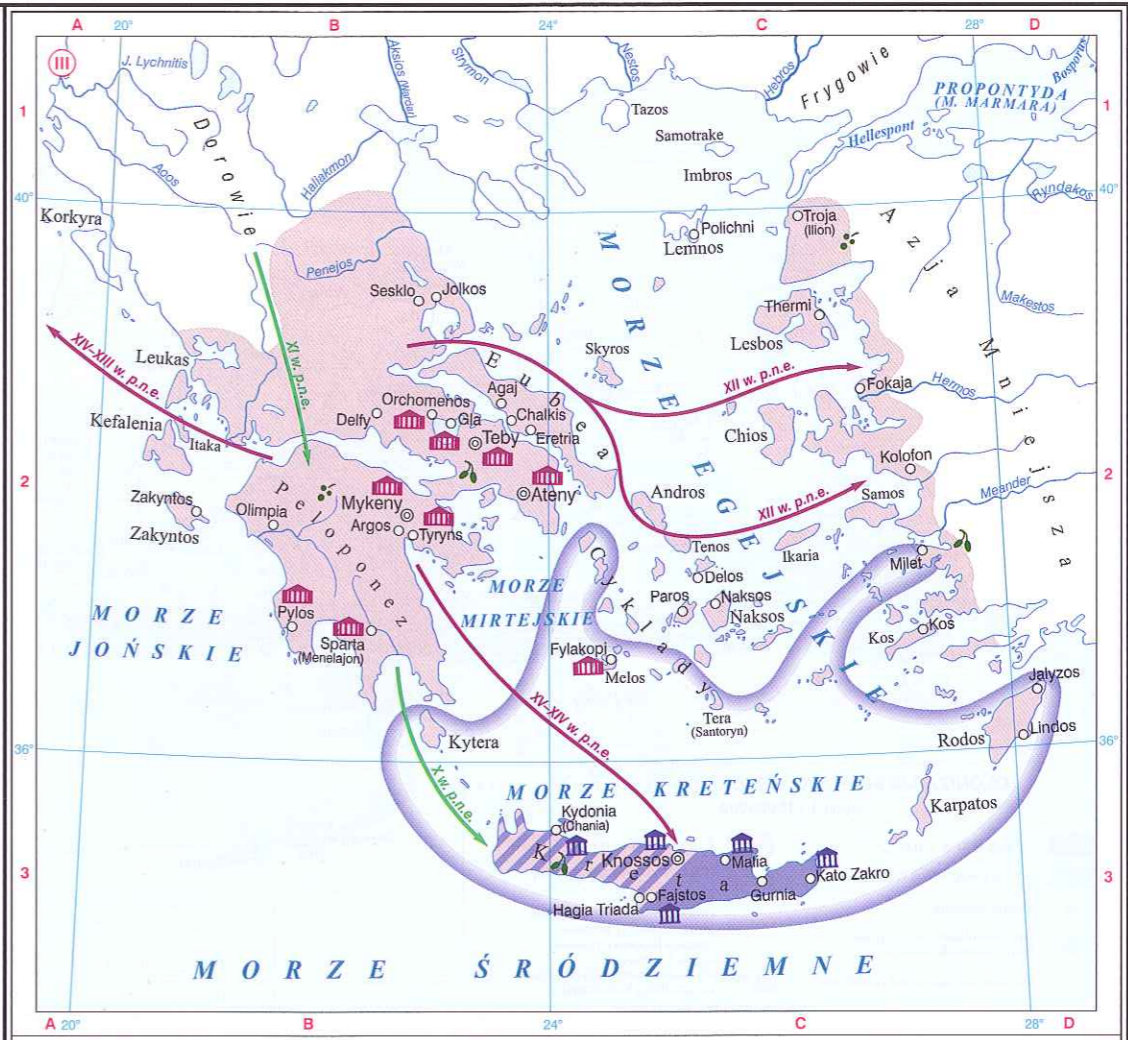 A 20° B 24° C 28° D
III
J. Lychnitis
Aksios (Wardar)
Strymon
Nestos
Hebros
Frygowie
Bosporus
PROPONTYDA
(M. MARMARA)
1
1
Tazos
Samotrake
Hellespont
Dorowie
Haliakmon
Aoos
Imbros
Ryndakos
40°
40°
Korkyra
Troja
(Ilion)
Polichni
Lemnos
Azja Mniejsza
MORZE EGEJSKIE
Penejos
Sesklo
Jolkos
Makestos
Thermi
Lesbos
XIV–XIII w. p.n.e.
XI w. p.n.e.
Leukas
Skyros
XII w. p.n.e.
Eubea
Fokaja
Hermos
Agaj
Orchomenos
Delfy
Gla
Chalkis
Eretria
Kefalenia
Itaka
Teby
Chios
Kolofon
2
2
Meander
Peloponez
Ateny
Andros
XII w. p.n.e.
Samos
Zakyntos
Zakyntos
Olimpia
Mykeny
Argos
Tyryns
Tenos
Ikaria
Milet
Cyklady
Delos
MORZE
MIRTEJSKIE
Paros
Naksos
Naksos
MORZE
JOŃSKIE
Pylos
Sparta
(Menelajon)
Kos
Kos
Fylakopi
Melos
Jalyzos
Tera
(Santoryn)
XV–XIV w. p.n.e.
Kytera
Rodos
Lindos
36°
36°
X w. p.n.e.
MORZE KRETEŃSKIE
Karpatos
Kydonia
(Chania)
Kreta
Knossos
Malia
Kato Zakro
3
3
Hagia Triada
Fajstos
Gurnia
MORZE ŚRÓDZIEMNE
A 20° B 24° C 28° D